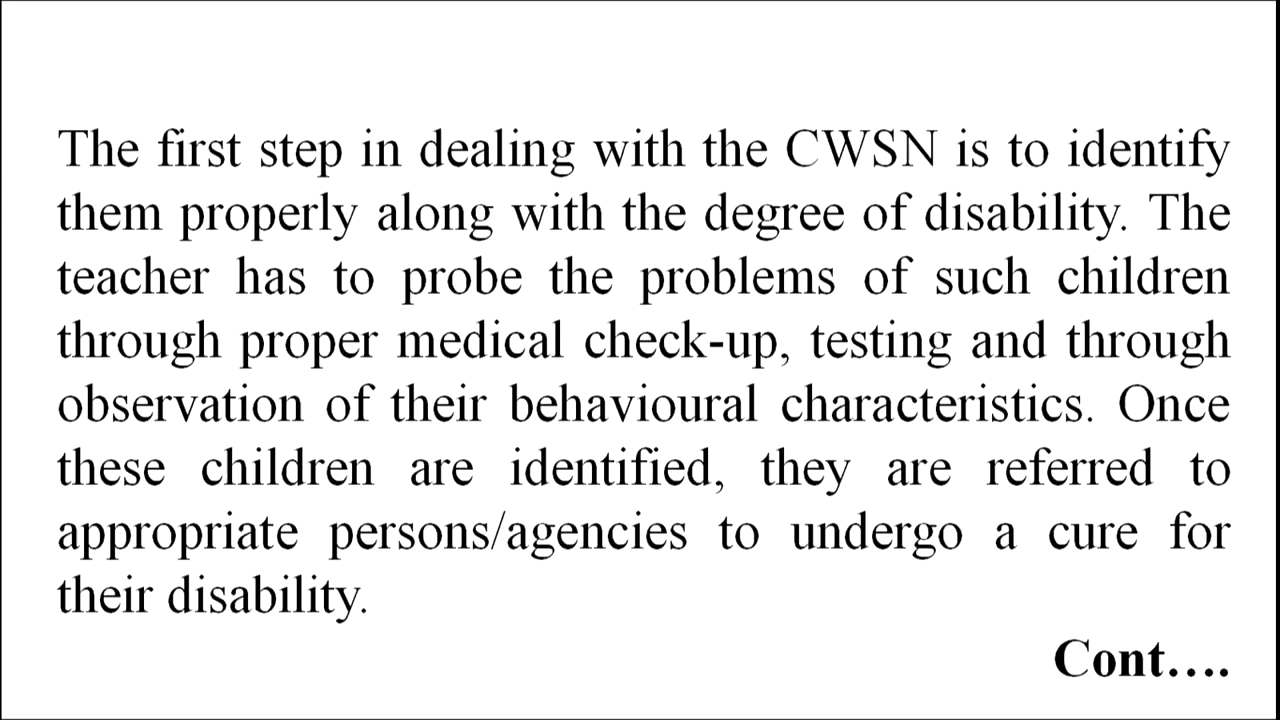 The first step in dealing with the CWSN is to identify
them properly along with the degree of disability. The
teacher has to probe the problems of such children
through proper medical check-up, testing and through
observation of their behavioural characteristics. Once
these children are identified, they are referred to
appropriate persons/agencies to undergo a cure for
their disability.
Cont….